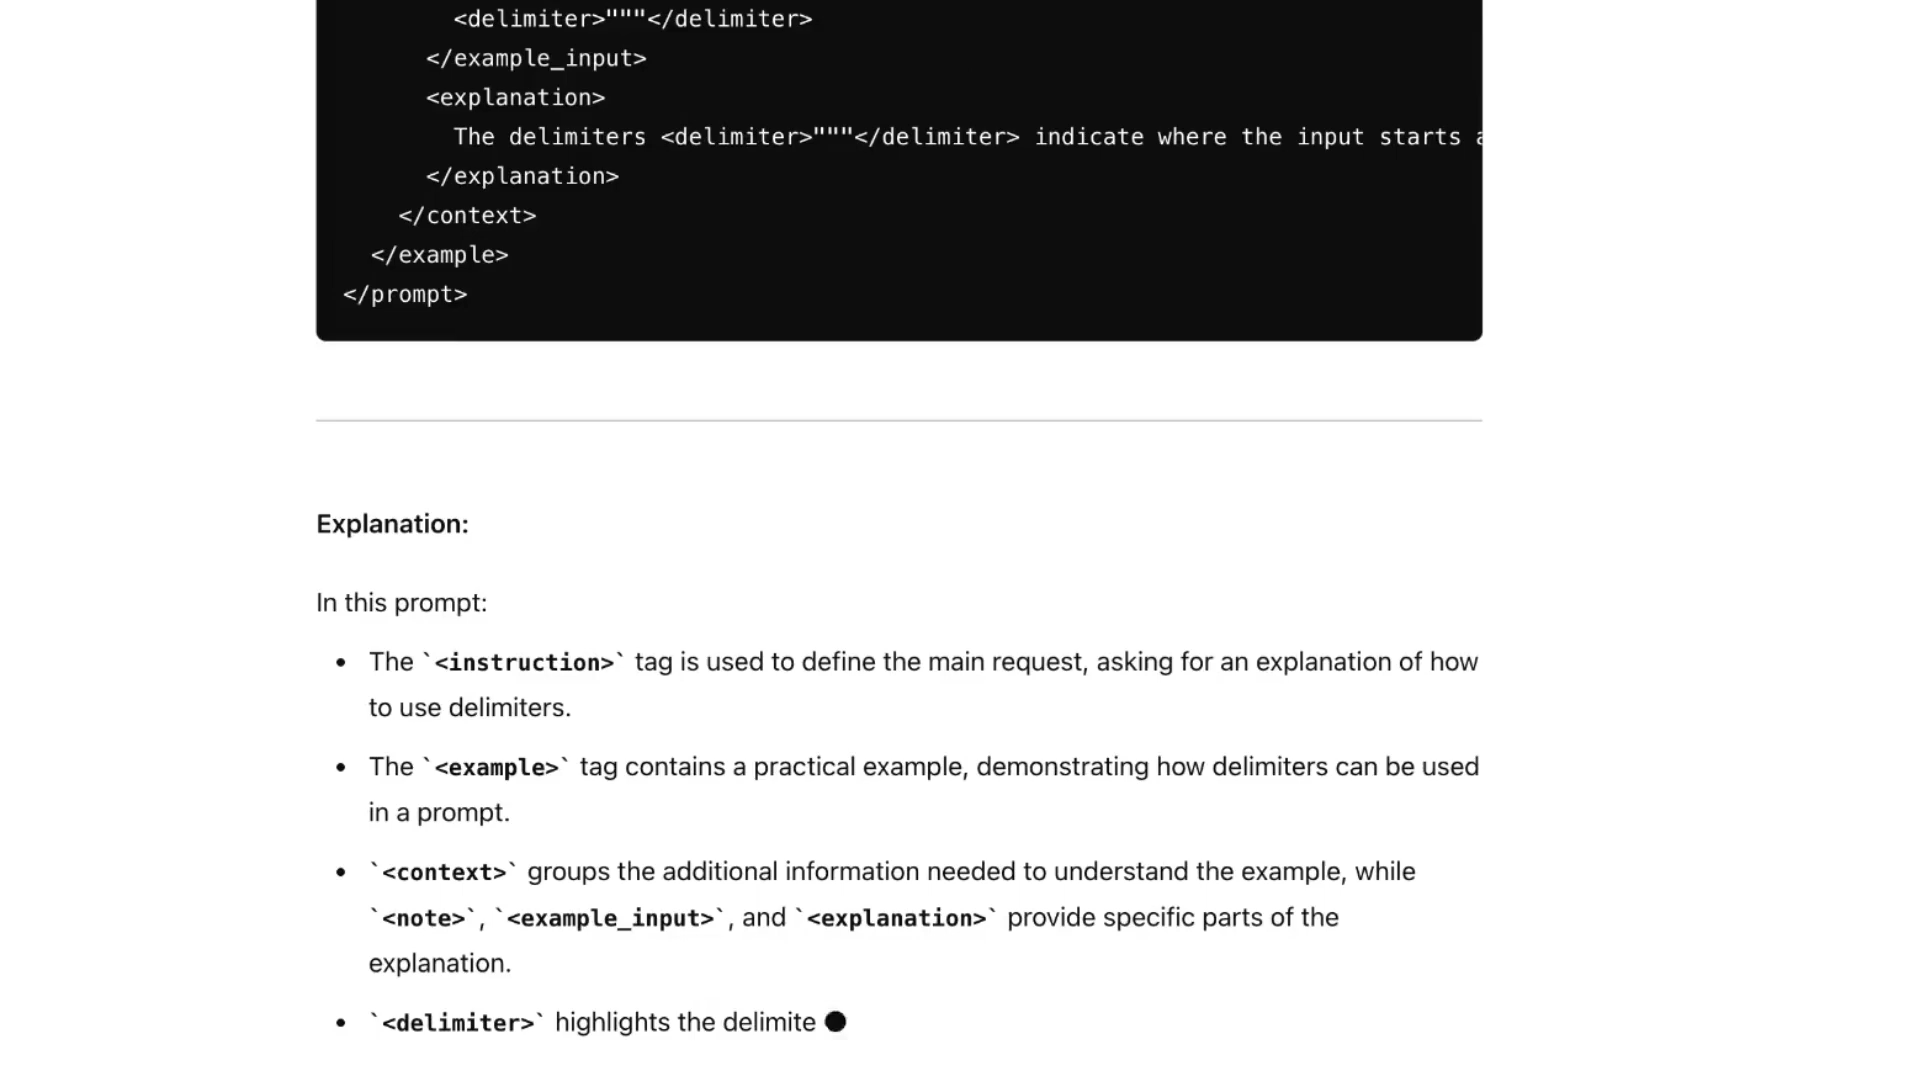 <delimiter>"""</delimiter>
</example_input>
<explanation>
The delimiters <delimiter>"""</delimiter> indicate where the input starts
</explanation>
</context>
</example>
</prompt>
Explanation:
In this prompt:
• The `<instruction>` tag is used to define the main request, asking for an explanation of how
to use delimiters.
• The `<example>` tag contains a practical example, demonstrating how delimiters can be used
in a prompt.
• `<context>` groups the additional information needed to understand the example, while
`<note>`, `<example_input>`, and `<explanation>` provide specific parts of the
explanation.
• `<delimiter>` highlights the delimite